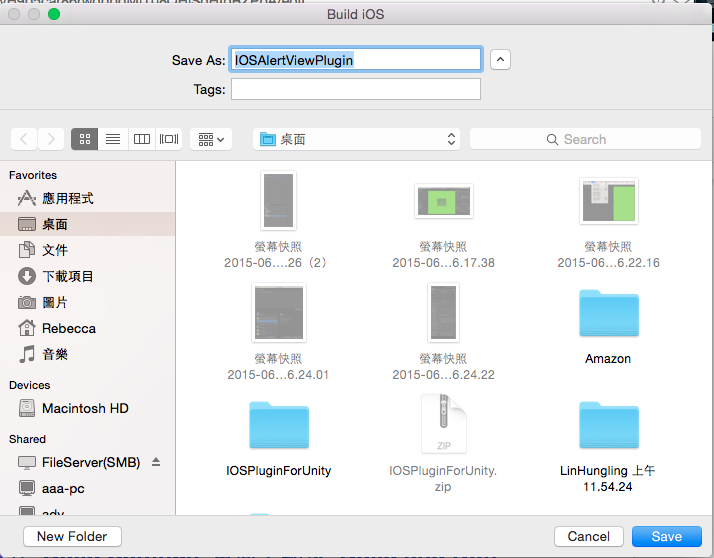 Build iOS
Save As: IOSAlertViewPlugin
Tags:
桌面
Search
Favorites
應用程式
桌面
文件
下載項目
圖片
Rebecca
音樂
Devices
Macintosh HD
Shared
FileServer(SMB)
aaa-pc
adv
螢幕快照
2015-06....26（2）
螢幕快照
2015-06...6.17.38
螢幕快照
2015-06...6.22.16
螢幕快照
2015-06...6.24.01
螢幕快照
2015-06...6.24.22
Amazon
IOSPluginForUnity
ZIP
IOSPluginForUnity.
zip
LinHungling 上午
11.54.24
New Folder
Cancel
Save